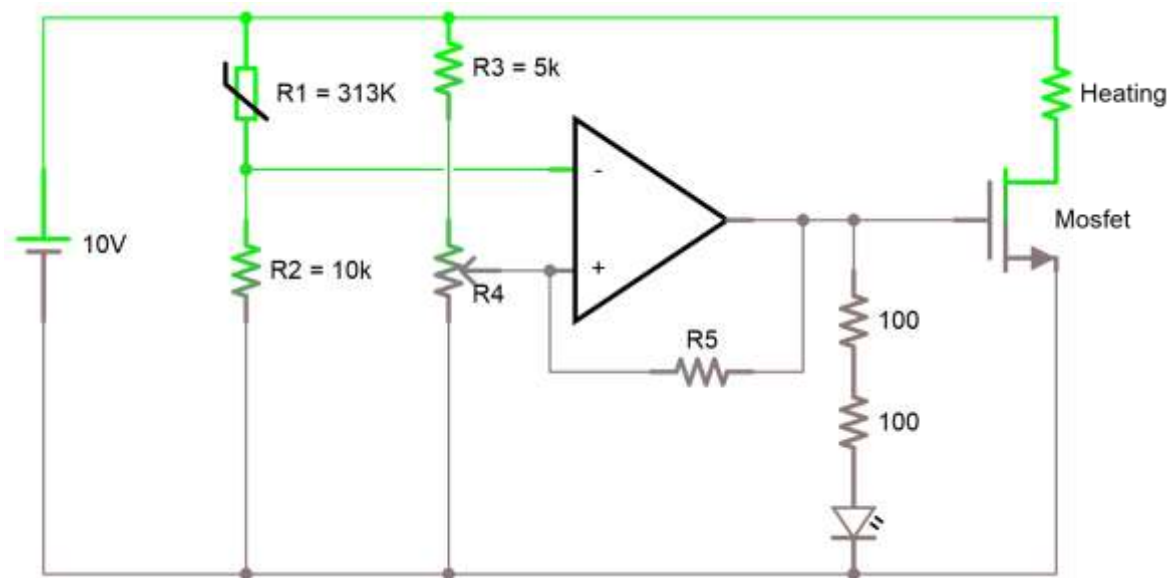 R3 = 5k
R1 = 313K
Heating
-
10V
R2 = 10k
+
R4
Mosfet
R5
100
100